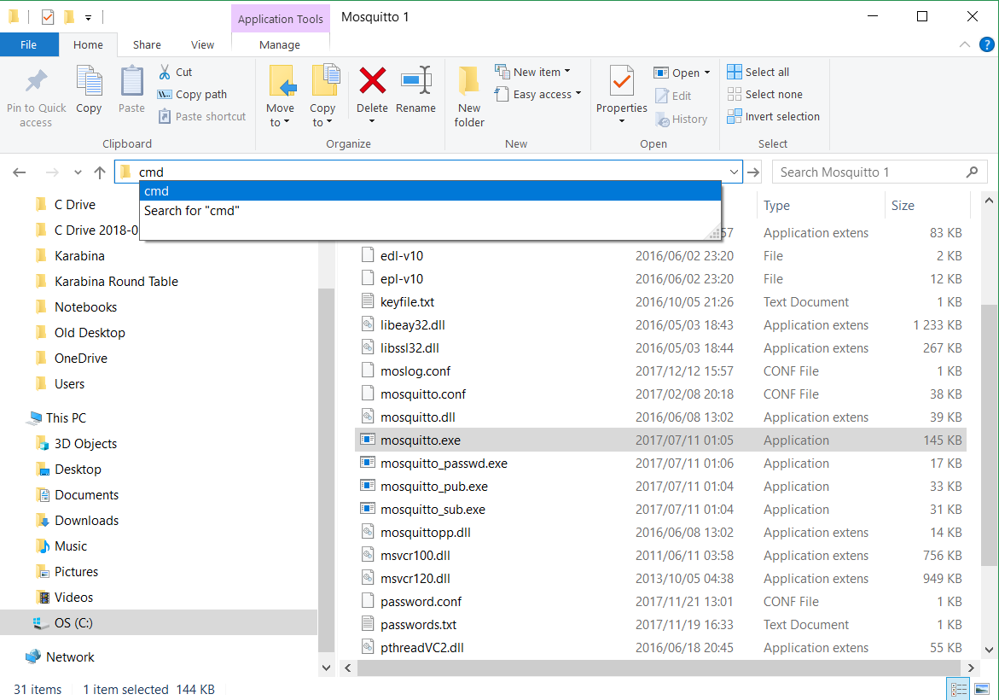 Application Tools
Mosquitto 1
File
Home
Share
View
Manage
Pin to Quick access
Copy
Paste
Cut
Copy path
Paste shortcut
Clipboard
Move to
Copy to
Delete
Rename
Organize
New folder
New item
Easy access
New
Properties
Open
Edit
History
Open
Select all
Select none
Invert selection
Select
cmd
Search Mosquitto 1
cmd
Search for "cmd"
C Drive
C Drive 2018-0
Karabina
Karabina Round Table
Notebooks
Old Desktop
OneDrive
Users
This PC
3D Objects
Desktop
Documents
Downloads
Music
Pictures
Videos
OS (C:)
Network
Type Size
57 Application extens 83 KB
edl-v10 2016/06/02 23:20 File 2 KB
epl-v10 2016/06/02 23:20 File 12 KB
keyfile.txt 2016/10/05 21:26 Text Document 1 KB
libeay32.dll 2016/05/03 18:43 Application extens 1 233 KB
libssl32.dll 2016/05/03 18:44 Application extens 267 KB
moslog.conf 2017/12/12 15:57 CONF File 1 KB
mosquitto.conf 2017/02/08 20:18 CONF File 38 KB
mosquitto.dll 2016/06/08 13:02 Application extens 39 KB
mosquitto.exe 2017/07/11 01:05 Application 145 KB
mosquitto_passwd.exe 2017/07/11 01:06 Application 17 KB
mosquitto_pub.exe 2017/07/11 01:04 Application 33 KB
mosquitto_sub.exe 2017/07/11 01:04 Application 31 KB
mosquittopp.dll 2016/06/08 13:02 Application extens 14 KB
msvcr100.dll 2011/06/11 03:58 Application extens 756 KB
msvcr120.dll 2013/10/05 04:38 Application extens 949 KB
password.conf 2017/11/21 13:01 CONF File 1 KB
passwords.txt 2017/11/19 16:33 Text Document 1 KB
pthreadVC2.dll 2016/06/18 20:45 Application extens 55 KB
31 items 1 item selected 144 KB